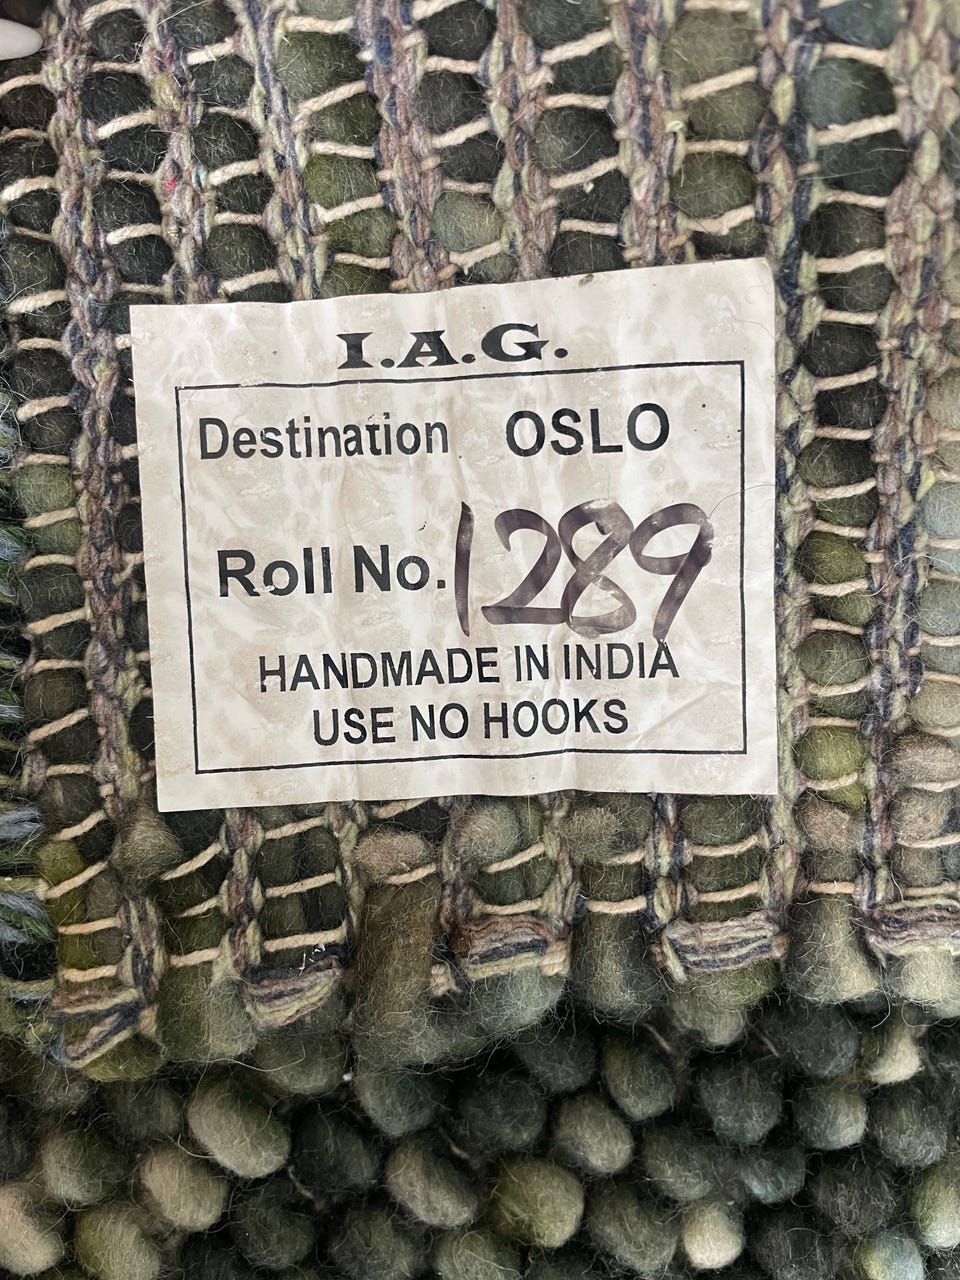 I.A.G.
Destination OSLO
Roll No. 1289
HANDMADE IN INDIA
USE NO HOOKS